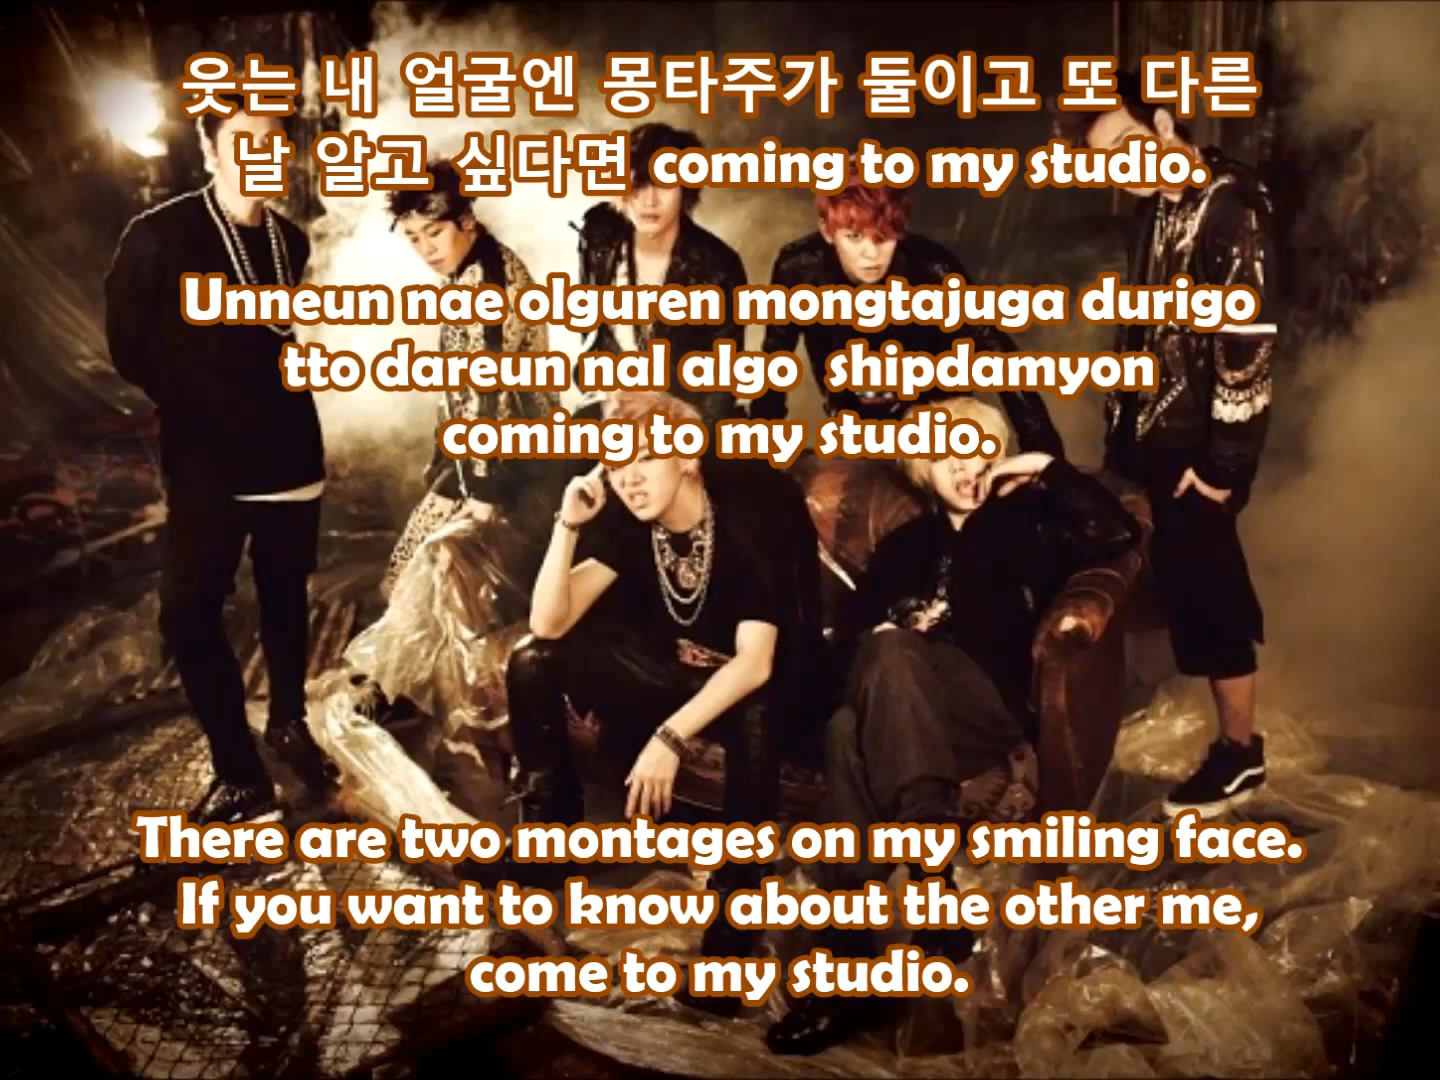 웃는 내 얼굴엔 몽타주가 둘이고 또 다른
날 알고 싶다면 coming to my studio.
Unneun nae olguren mongtajuga durigo
tto dareun nal algo shipdamyon
coming to my studio.
There are two montages on my smiling face.
If you want to know about the other me,
come to my studio.